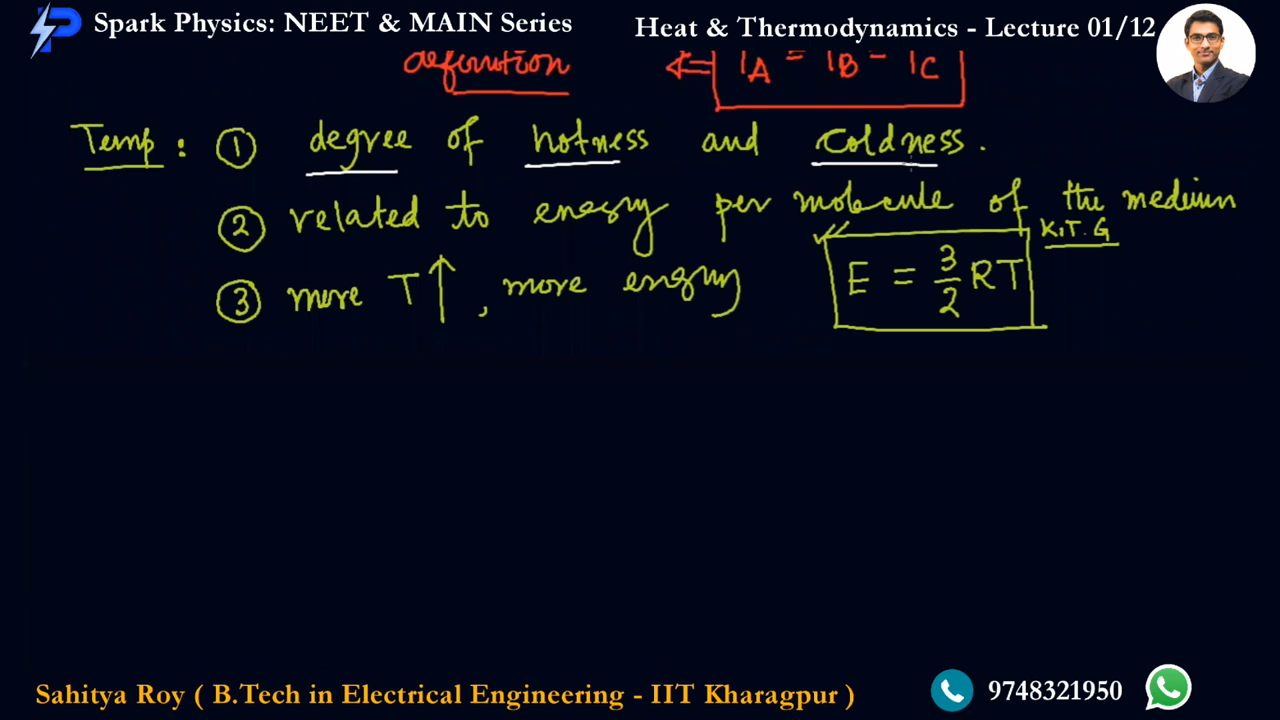 Spark Physics: NEET & MAIN Series
Heat & Thermodynamics - Lecture 01/12
definition ⇐ TA = TB = TC
Temp : ① degree of hotness and coldness.
② related to energy per molecule of the medium
K.T.G
③ more T↑, more energy E = 3/2 RT
Sahitya Roy ( B.Tech in Electrical Engineering - IIT Kharagpur )
9748321950